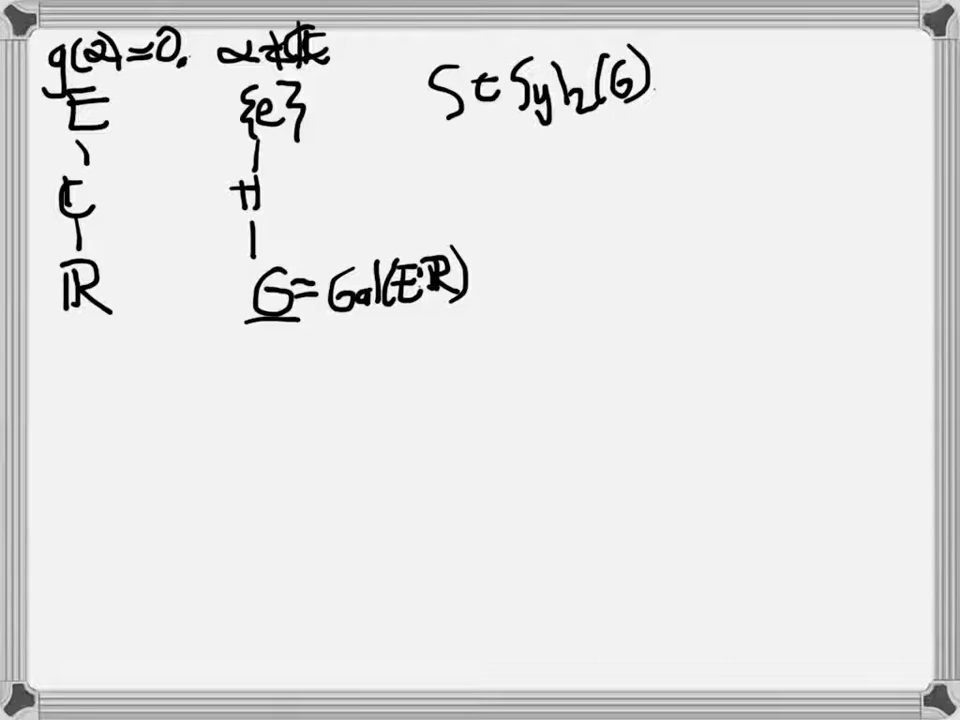 g(α)=0. α∉ℂ
E {e} S ∈ Syl₂(G)
ℂ H
ℝ G = Gal(E:ℝ)